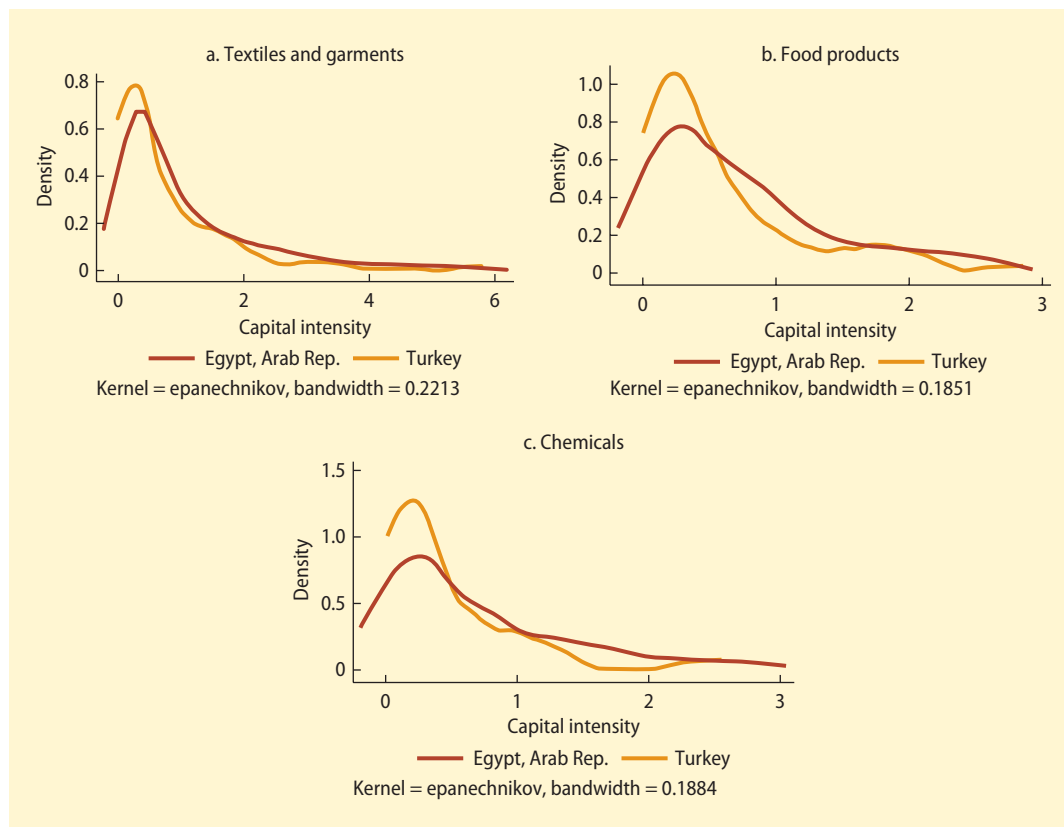 a. Textiles and garments
0.8
0.6
0.4
0.2
0
Density
0 2 4 6
Capital intensity
Egypt, Arab Rep. Turkey
Kernel = epanechnikov, bandwidth = 0.2213
b. Food products
1.0
0.8
0.6
0.4
0.2
0
Density
0 1 2 3
Capital intensity
Egypt, Arab Rep. Turkey
Kernel = epanechnikov, bandwidth = 0.1851
c. Chemicals
1.5
1.0
0.5
0
Density
0 1 2 3
Capital intensity
Egypt, Arab Rep. Turkey
Kernel = epanechnikov, bandwidth = 0.1884